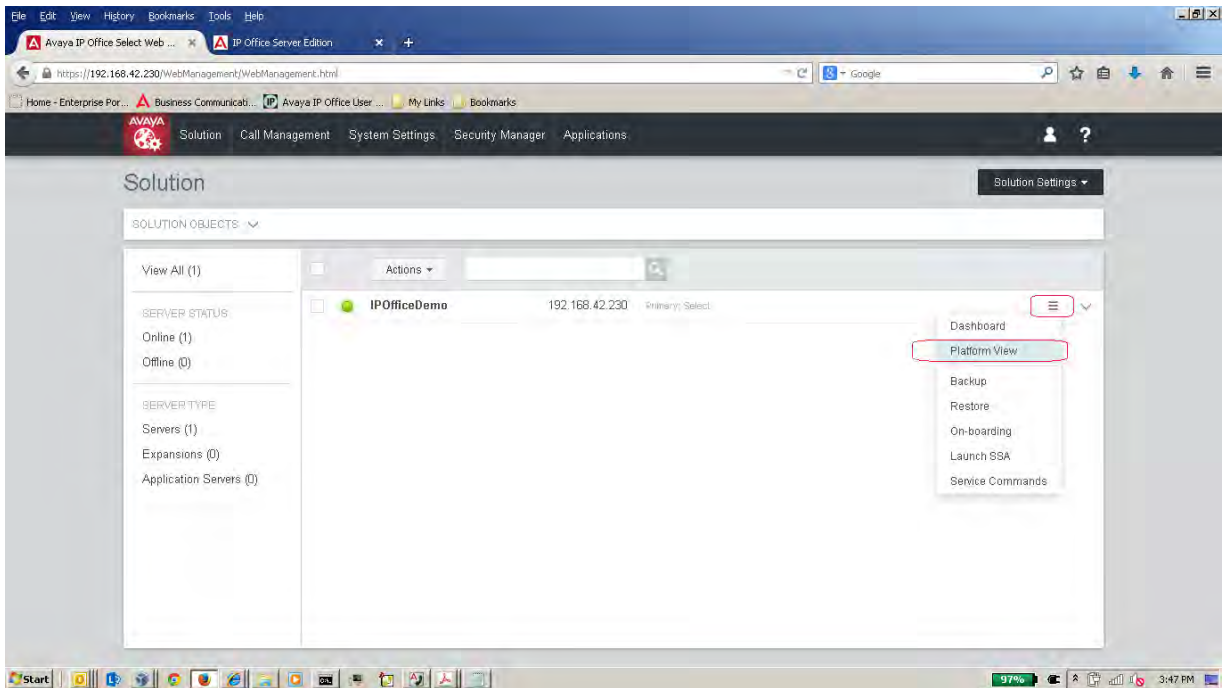 File Edit View History Bookmarks Tools Help
Avaya IP Office Select Web ... × IP Office Server Edition × +
https://192.168.42.230/WebManagement/WebManagement.html Google
Home - Enterprise Por... Business Communicati... Avaya IP Office User ... My Links Bookmarks
AVAYA Solution Call Management System Settings Security Manager Applications ?
Solution Solution Settings
SOLUTION OBJECTS
View All (1) Actions
SERVER STATUS
IPOfficeDemo 192.168.42.230 Primary: Select
Online (1)
Offline (0)
SERVER TYPE
Servers (1)
Expansions (0)
Application Servers (0)
Dashboard
Platform View
Backup
Restore
On-boarding
Launch SSA
Service Commands
Start 97% 3:47 PM